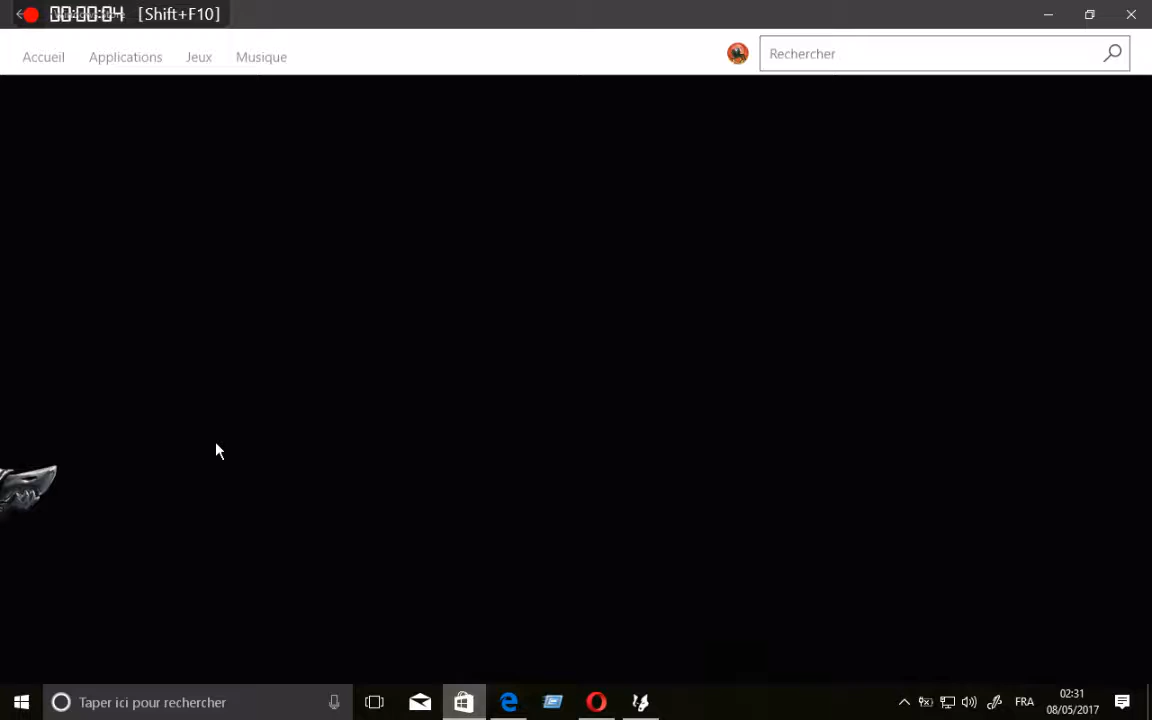 00:00:04 [Shift+F10]
Accueil Applications Jeux Musique
Rechercher
Taper ici pour rechercher
FRA
02:31
08/05/2017